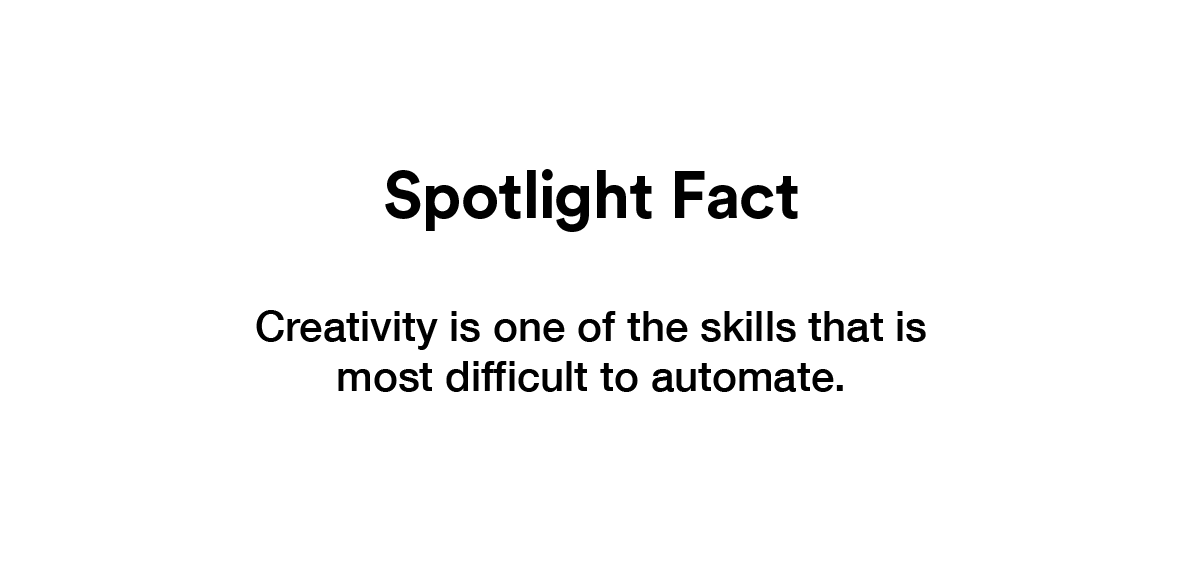 Spotlight Fact
Creativity is one of the skills that is
most difficult to automate.